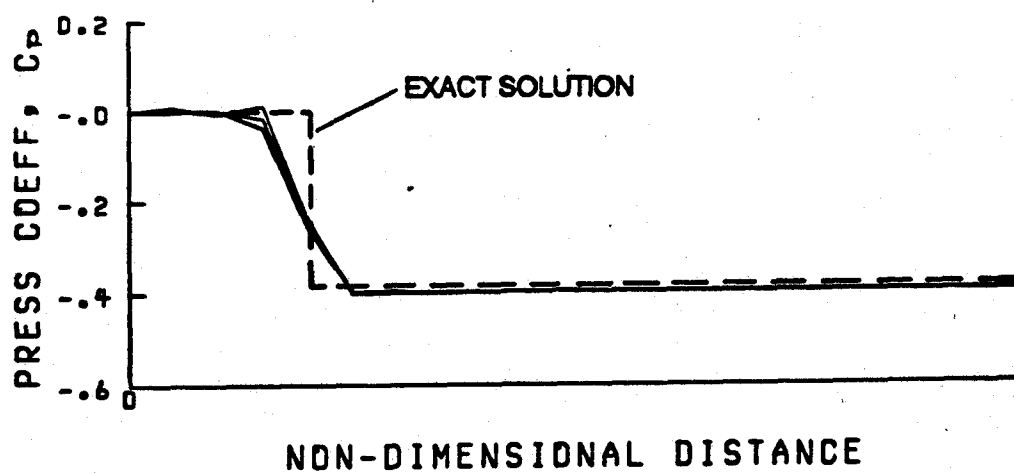 0.2
-.0
-.2
-.4
-.6
0
PRESS COEFF, Cp
EXACT SOLUTION
NON-DIMENSIONAL DISTANCE